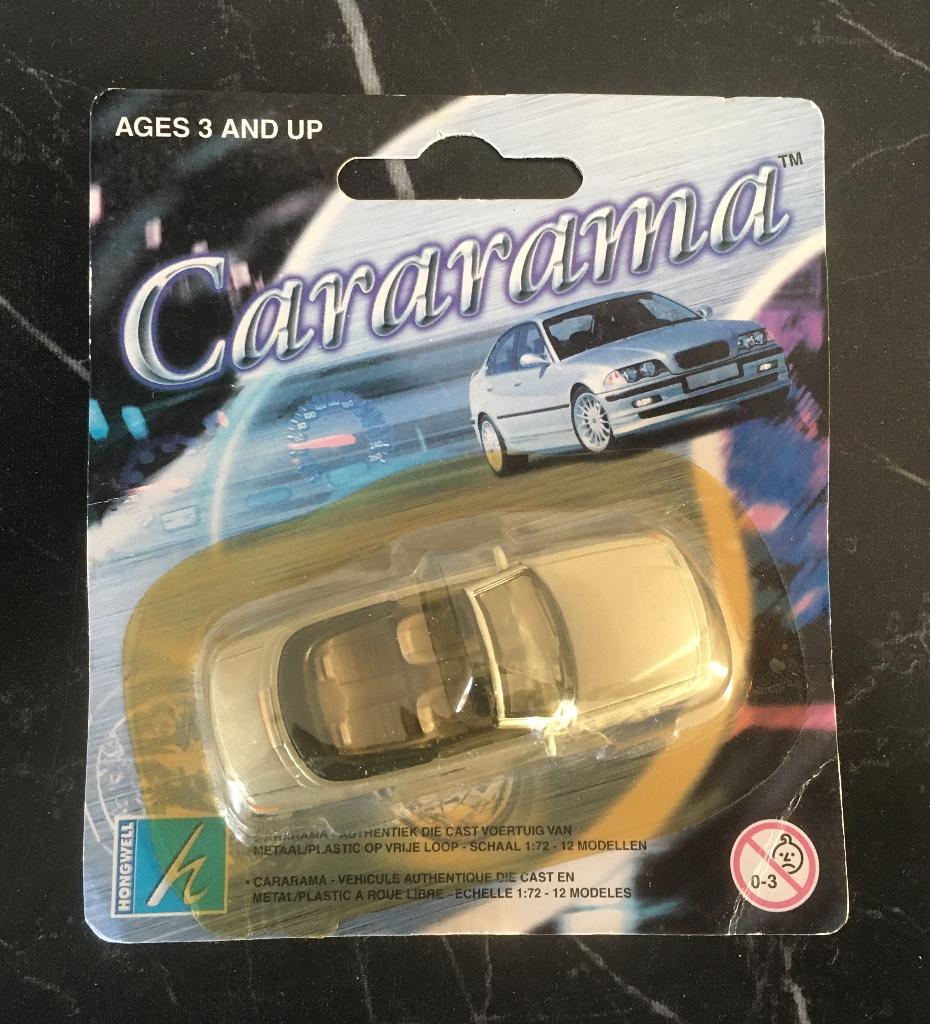 AGES 3 AND UP
Cararama™
HONGWELL
h
CARARAMA - AUTHENTIEK DIE CAST VOERTUIG VAN
METAAL/PLASTIC OP VRIJE LOOP - SCHAAL 1:72 - 12 MODELLEN
• CARARAMA - VEHICULE AUTHENTIQUE DIE CAST EN
METAL/PLASTIC A ROUE LIBRE - ECHELLE 1:72 - 12 MODELES
0-3